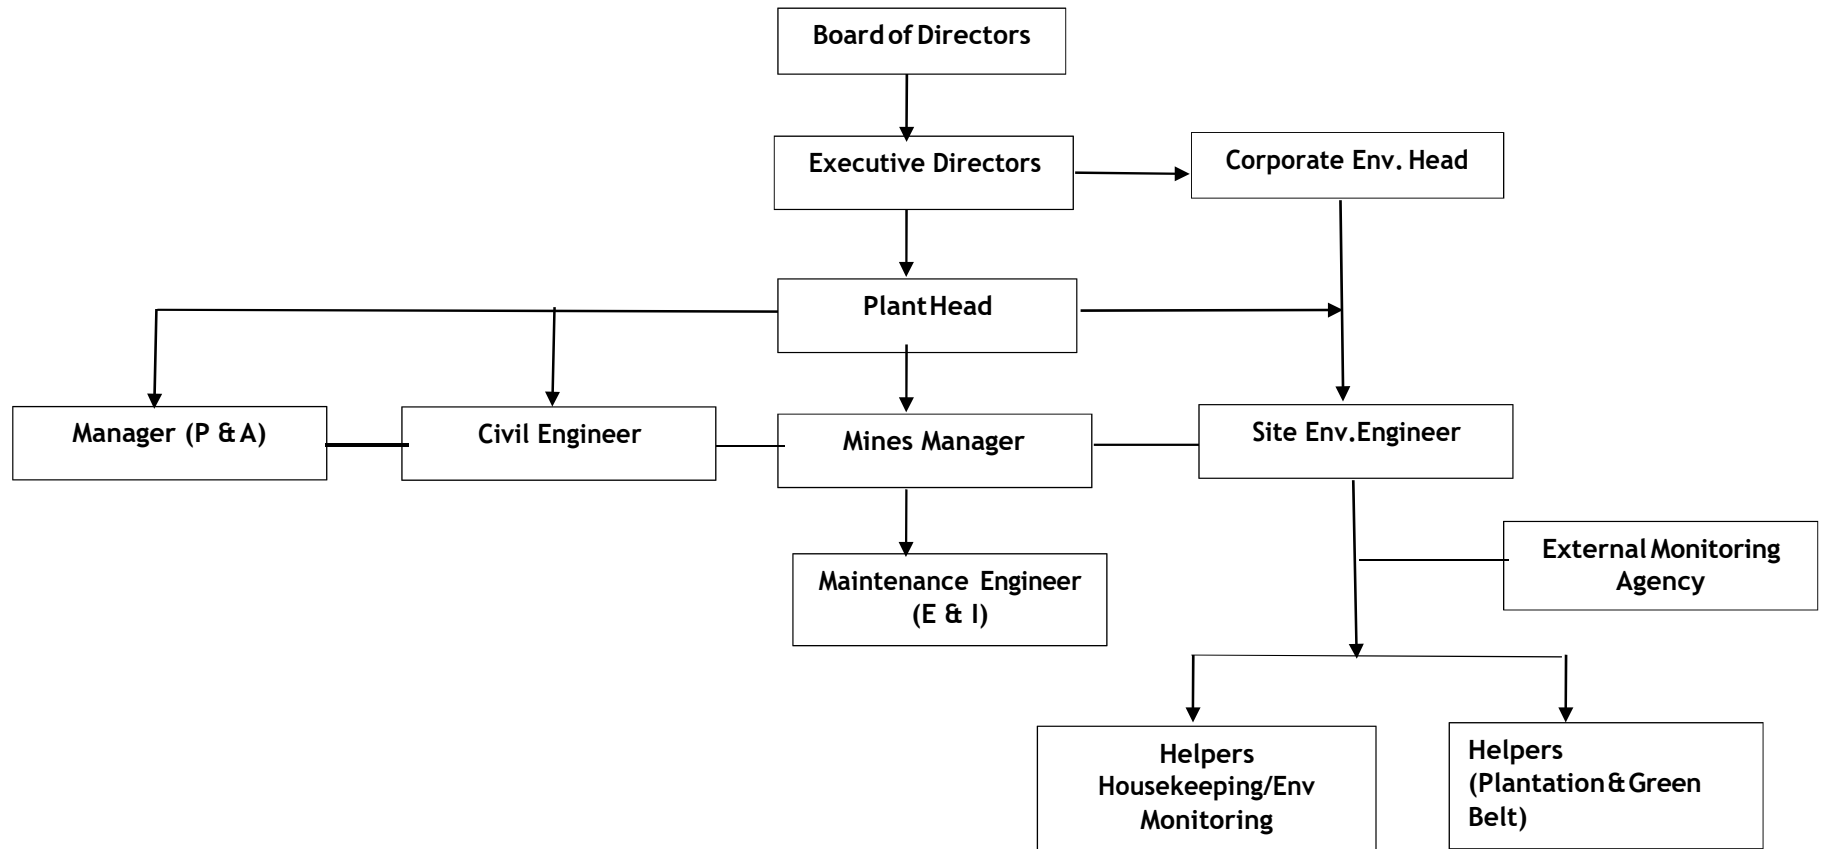 Board of Directors
Executive Directors
Corporate Env. Head
Plant Head
Manager (P & A)
Civil Engineer
Mines Manager
Site Env. Engineer
External Monitoring
Agency
Maintenance Engineer
(E & I)
Helpers
Housekeeping/Env
Monitoring
Helpers
(Plantation & Green
Belt)